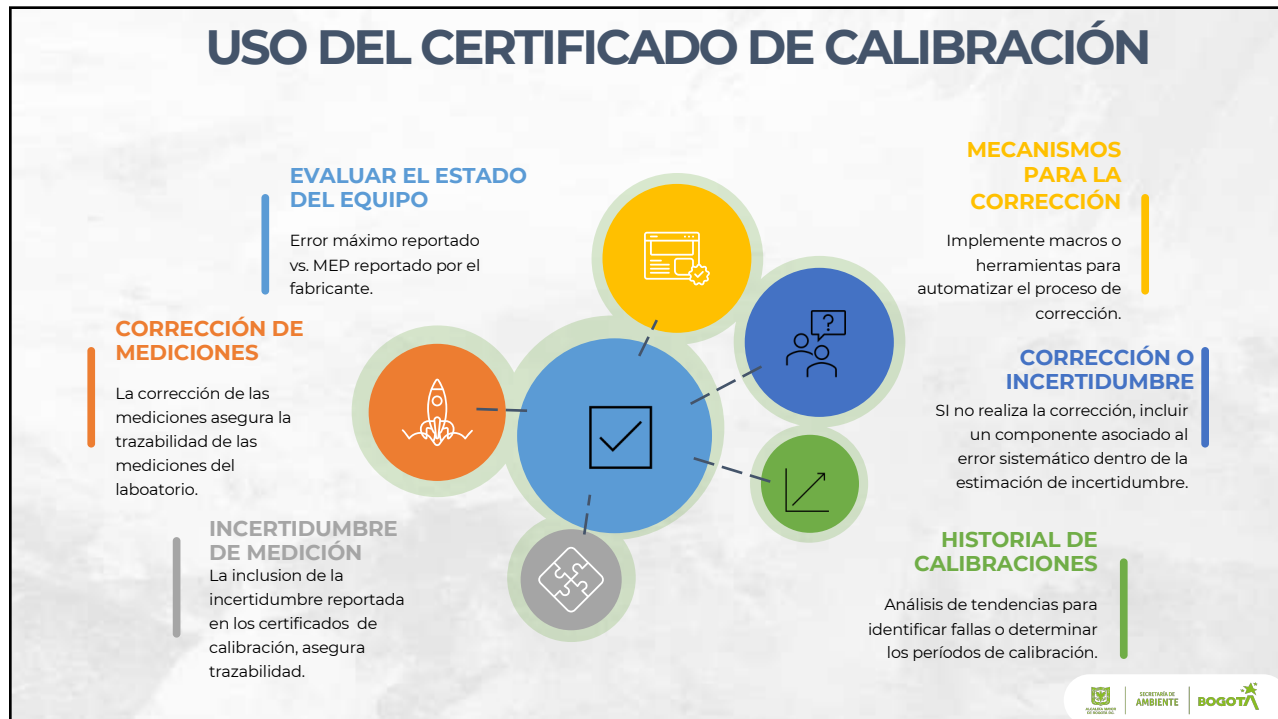 USO DEL CERTIFICADO DE CALIBRACIÓN
EVALUAR EL ESTADO
DEL EQUIPO
Error máximo reportado
vs. MEP reportado por el
fabricante.
CORRECCIÓN DE
MEDICIONES
La corrección de las
mediciones asegura la
trazabilidad de las
mediciones del
laboatorio.
INCERTIDUMBRE
DE MEDICIÓN
La inclusion de la
incertidumbre reportada
en los certificados de
calibración, asegura
trazabilidad.
MECANISMOS
PARA LA
CORRECCIÓN
Implemente macros o
herramientas para
automatizar el proceso de
corrección.
CORRECCIÓN O
INCERTIDUMBRE
SI no realiza la corrección, incluir
un componente asociado al
error sistemático dentro de la
estimación de incertidumbre.
HISTORIAL DE
CALIBRACIONES
Análisis de tendencias para
identificar fallas o determinar
los períodos de calibración.
?
ALCALDÍA MAYOR
DE BOGOTÁ D.C.
SECRETARÍA DE
AMBIENTE
BOGOTÁ